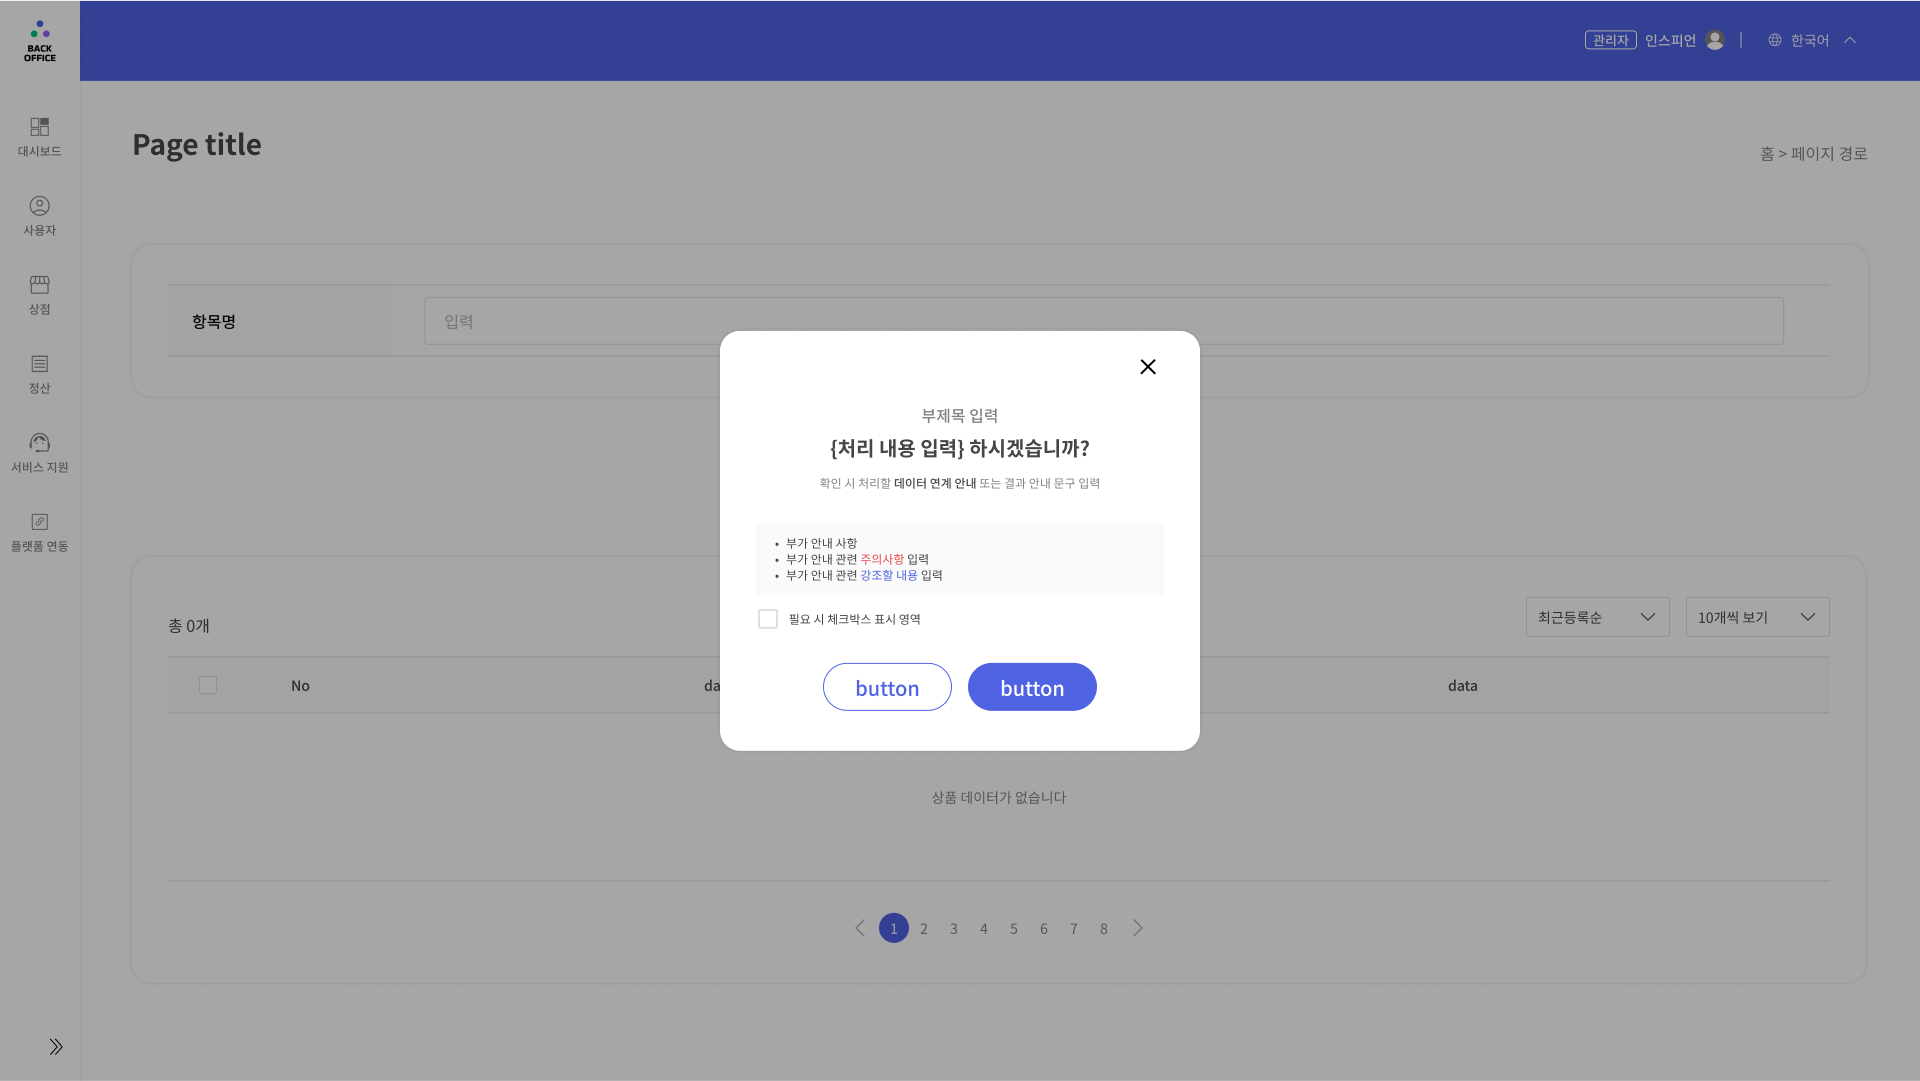 BACK
OFFICE
관리자 인스피언 한국어
대시보드
사용자
상점
정산
서비스 지원
플랫폼 연동
Page title
홈 > 페이지 경로
항목명 입력
부제목 입력
{처리 내용 입력} 하시겠습니까?
확인 시 처리할 데이터 연계 안내 또는 결과 안내 문구 입력
• 부가 안내 사항
• 부가 안내 관련 주의사항 입력
• 부가 안내 관련 강조할 내용 입력
필요 시 체크박스 표시 영역
button button
총 0개 최근등록순 10개씩 보기
No da data
상품 데이터가 없습니다
1 2 3 4 5 6 7 8